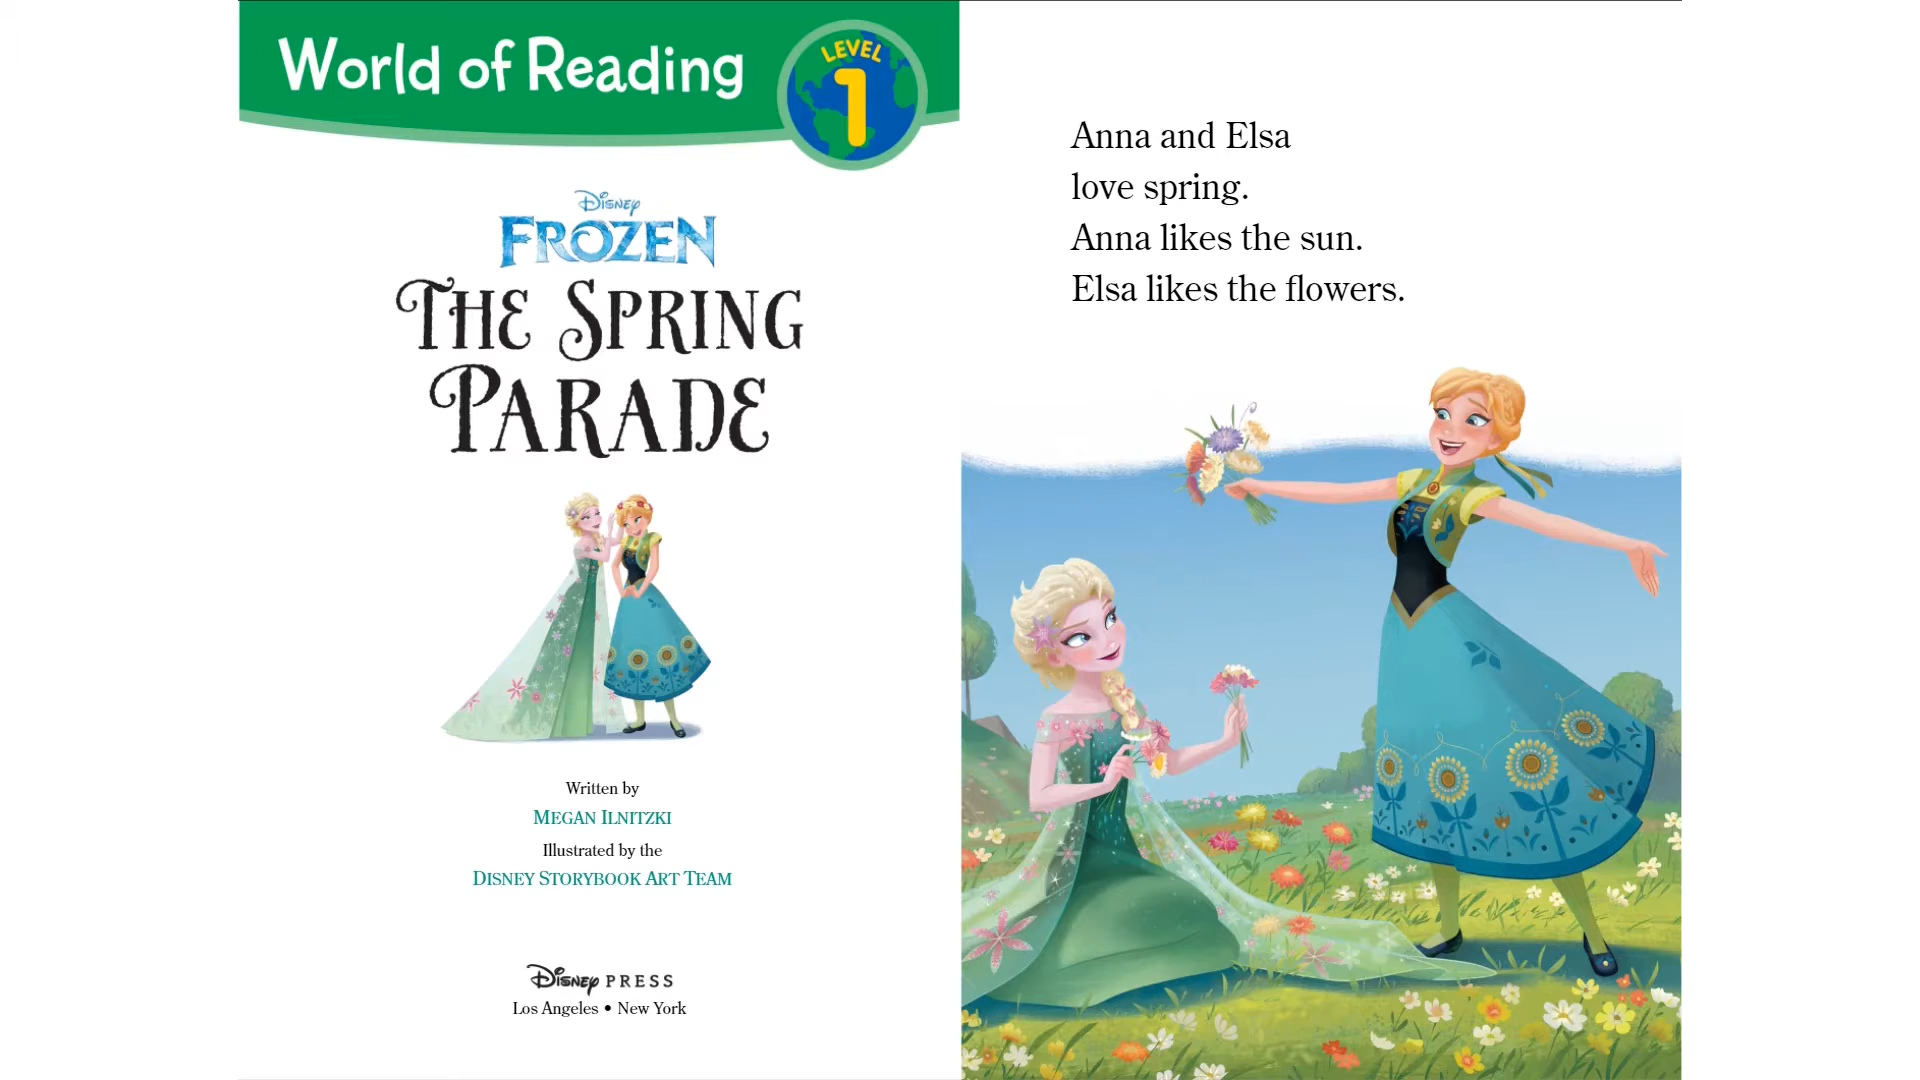 World of Reading
LEVEL
1
Disney
FROZEN
THE SPRING
PARADE
Written by
MEGAN ILNITZKI
Illustrated by the
DISNEY STORYBOOK ART TEAM
Disney PRESS
Los Angeles • New York
Anna and Elsa
love spring.
Anna likes the sun.
Elsa likes the flowers.